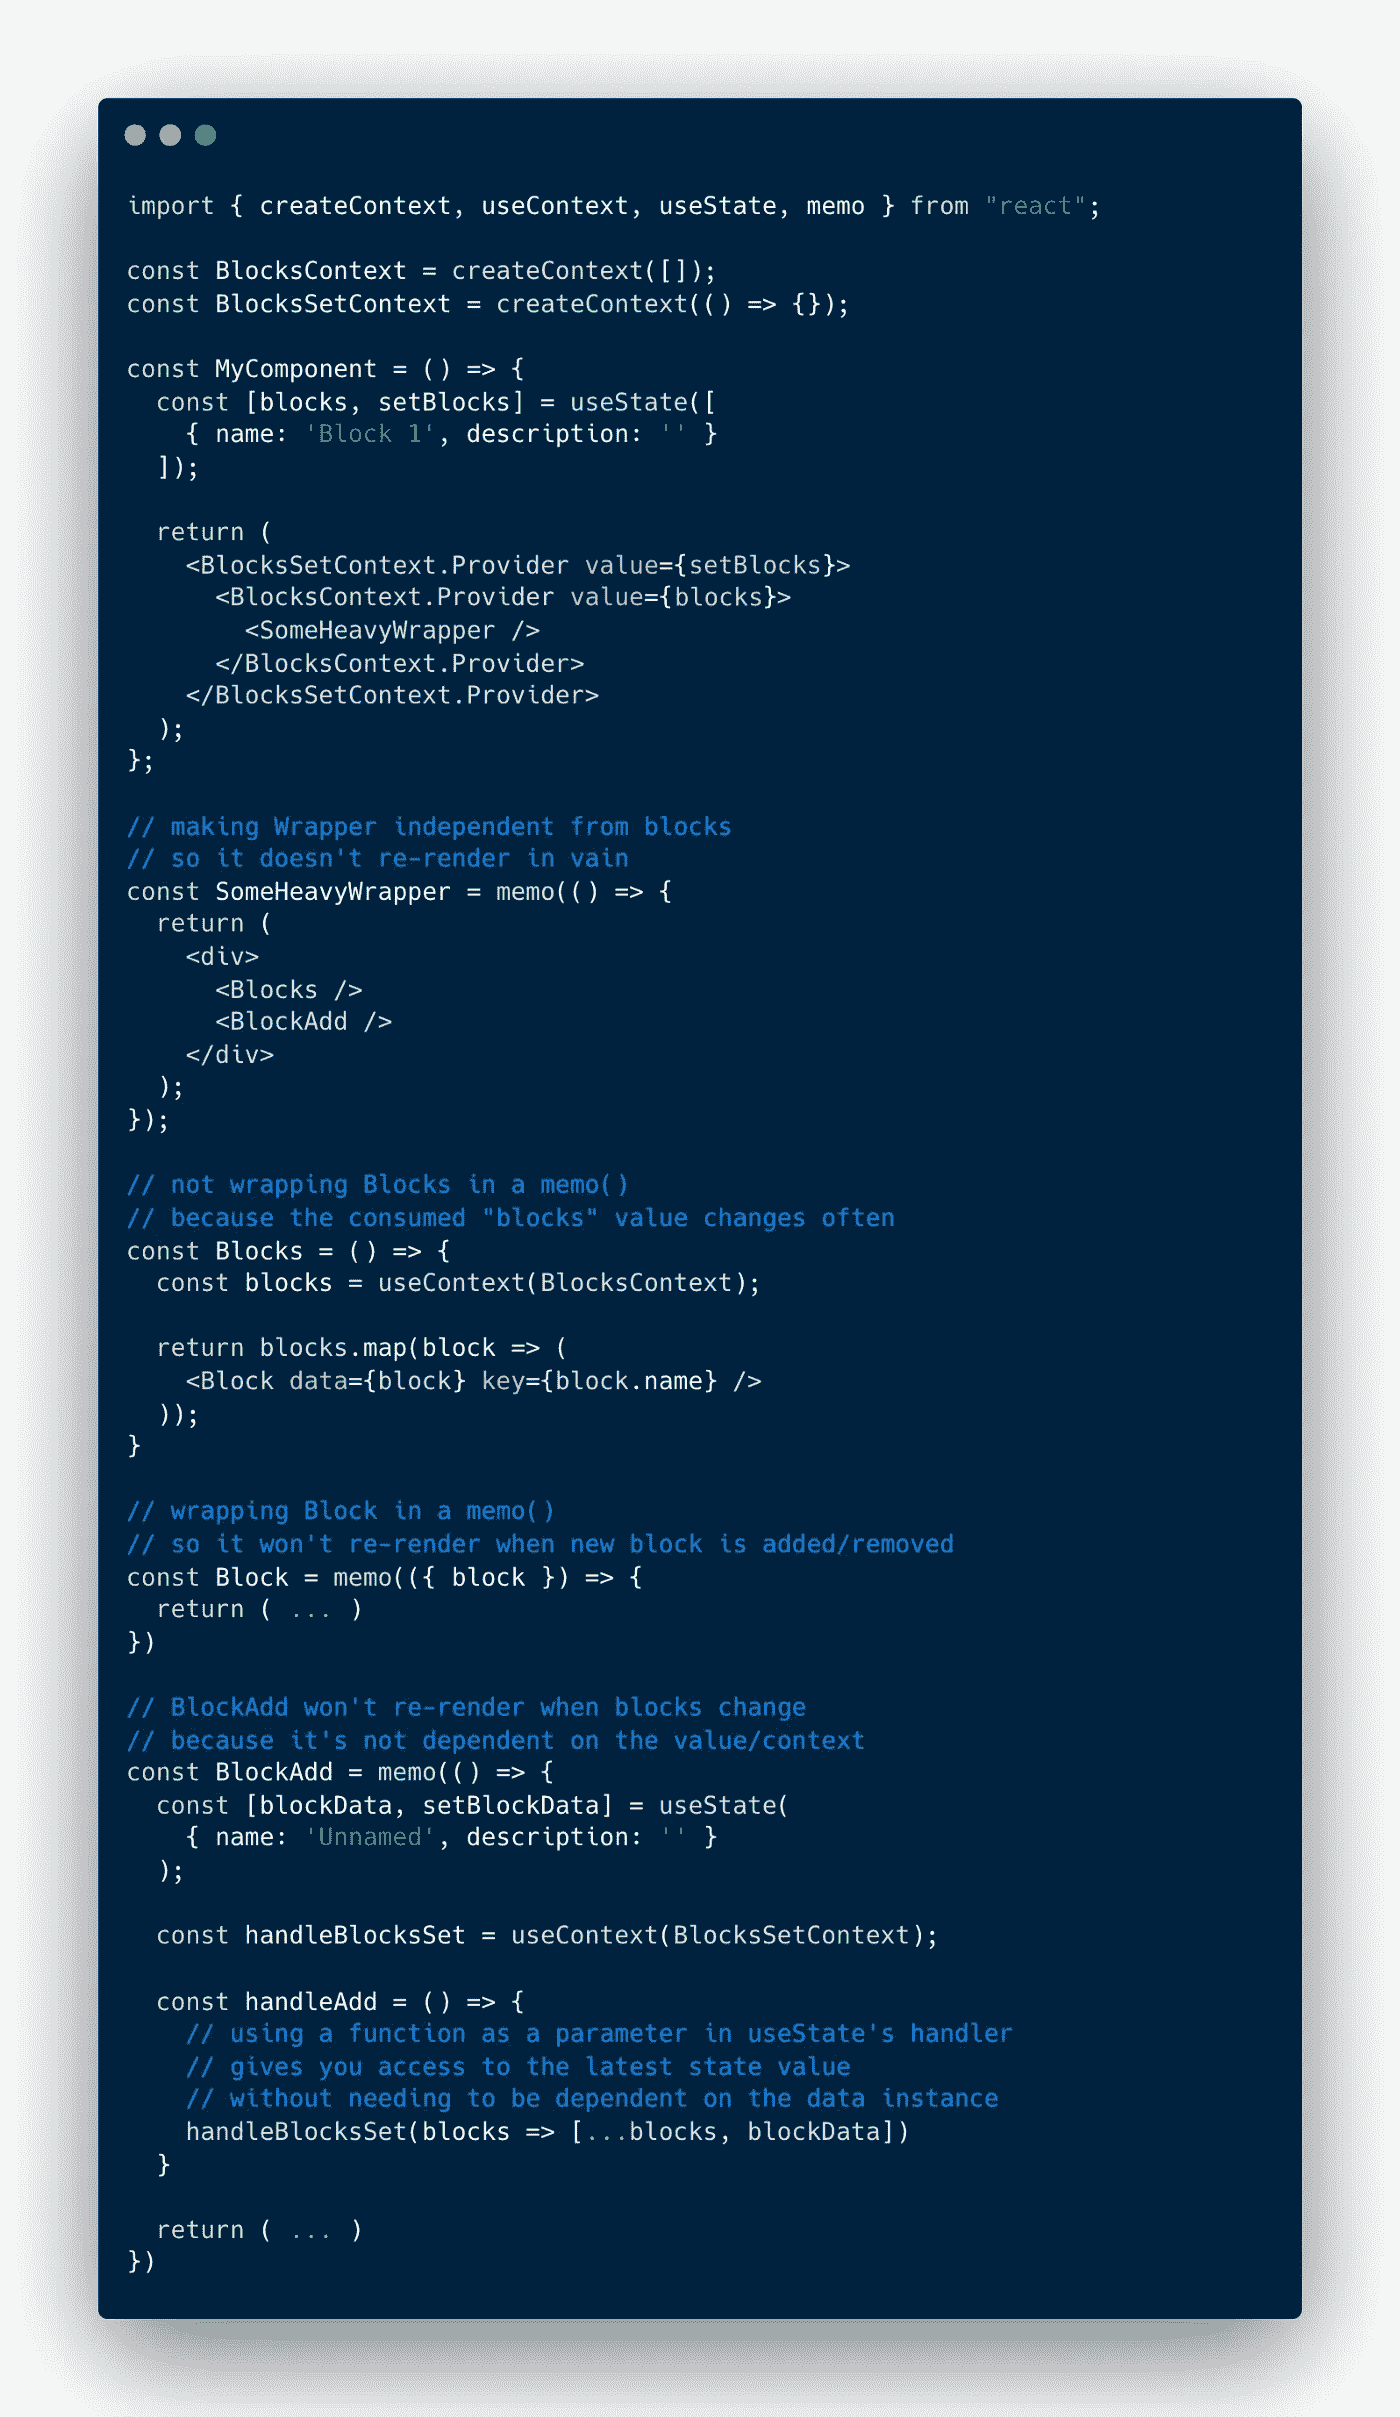 import { createContext, useContext, useState, memo } from "react";

const BlocksContext = createContext([]);
const BlocksSetContext = createContext(() => {});

const MyComponent = () => {
  const [blocks, setBlocks] = useState([
    { name: 'Block 1', description: '' }
  ]);

  return (
    <BlocksSetContext.Provider value={setBlocks}>
      <BlocksContext.Provider value={blocks}>
        <SomeHeavyWrapper />
      </BlocksContext.Provider>
    </BlocksSetContext.Provider>
  );
};

// making Wrapper independent from blocks
// so it doesn't re-render in vain
const SomeHeavyWrapper = memo(() => {
  return (
    <div>
      <Blocks />
      <BlockAdd />
    </div>
  );
});

// not wrapping Blocks in a memo()
// because the consumed "blocks" value changes often
const Blocks = () => {
  const blocks = useContext(BlocksContext);

  return blocks.map(block => (
    <Block data={block} key={block.name} />
  ));
}

// wrapping Block in a memo()
// so it won't re-render when new block is added/removed
const Block = memo(({ block }) => {
  return ( ... )
})

// BlockAdd won't re-render when blocks change
// because it's not dependent on the value/context
const BlockAdd = memo(() => {
  const [blockData, setBlockData] = useState(
    { name: 'Unnamed', description: '' }
  );

  const handleBlocksSet = useContext(BlocksSetContext);

  const handleAdd = () => {
    // using a function as a parameter in useState's handler
    // gives you access to the latest state value
    // without needing to be dependent on the data instance
    handleBlocksSet(blocks => [...blocks, blockData])
  }

  return ( ... )
})